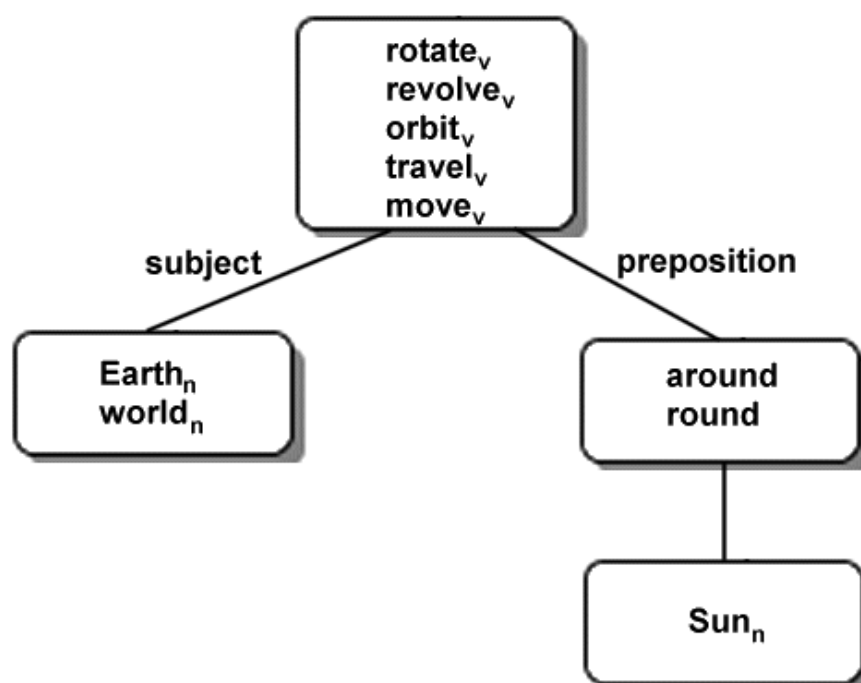 rotateᵥ
revolveᵥ
orbitᵥ
travelᵥ
moveᵥ
subject
preposition
Earthₙ
worldₙ
around
round
Sunₙ